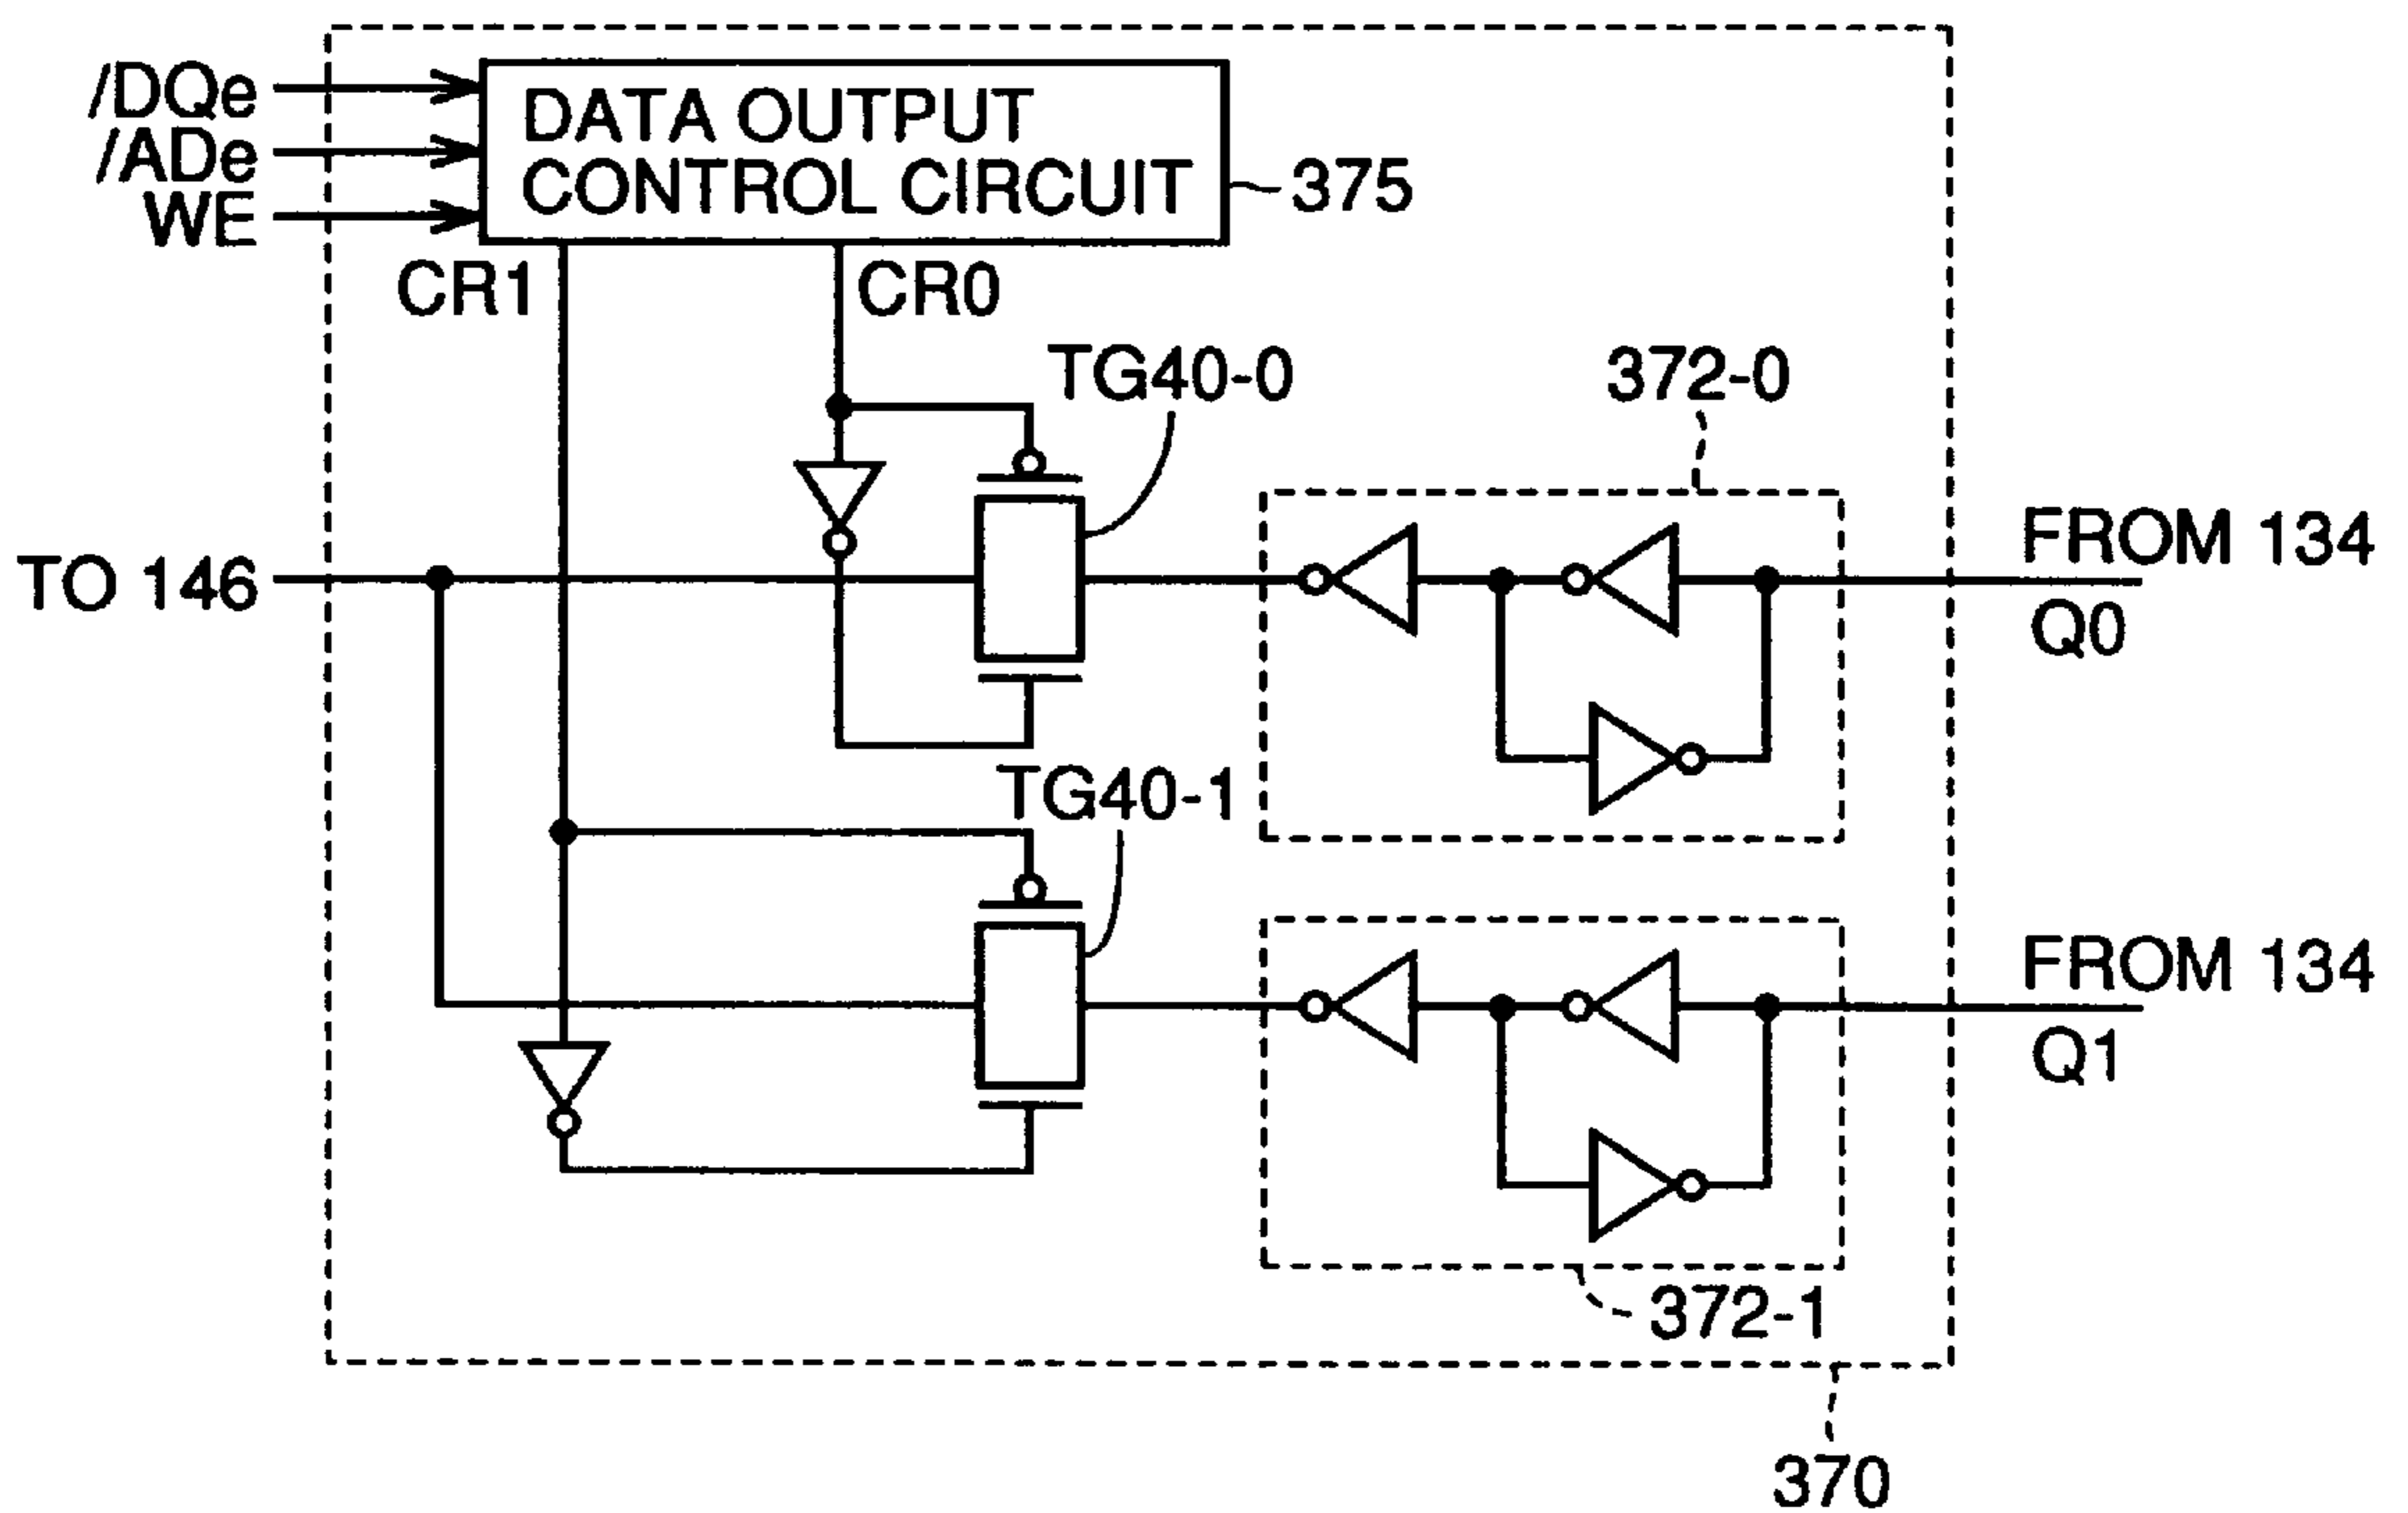 /DQe
/ADe
WE
DATA OUTPUT
CONTROL CIRCUIT
375
CR1
CR0
TG40-0
372-0
FROM 134
Q0
TO 146
TG40-1
FROM 134
Q1
372-1
370